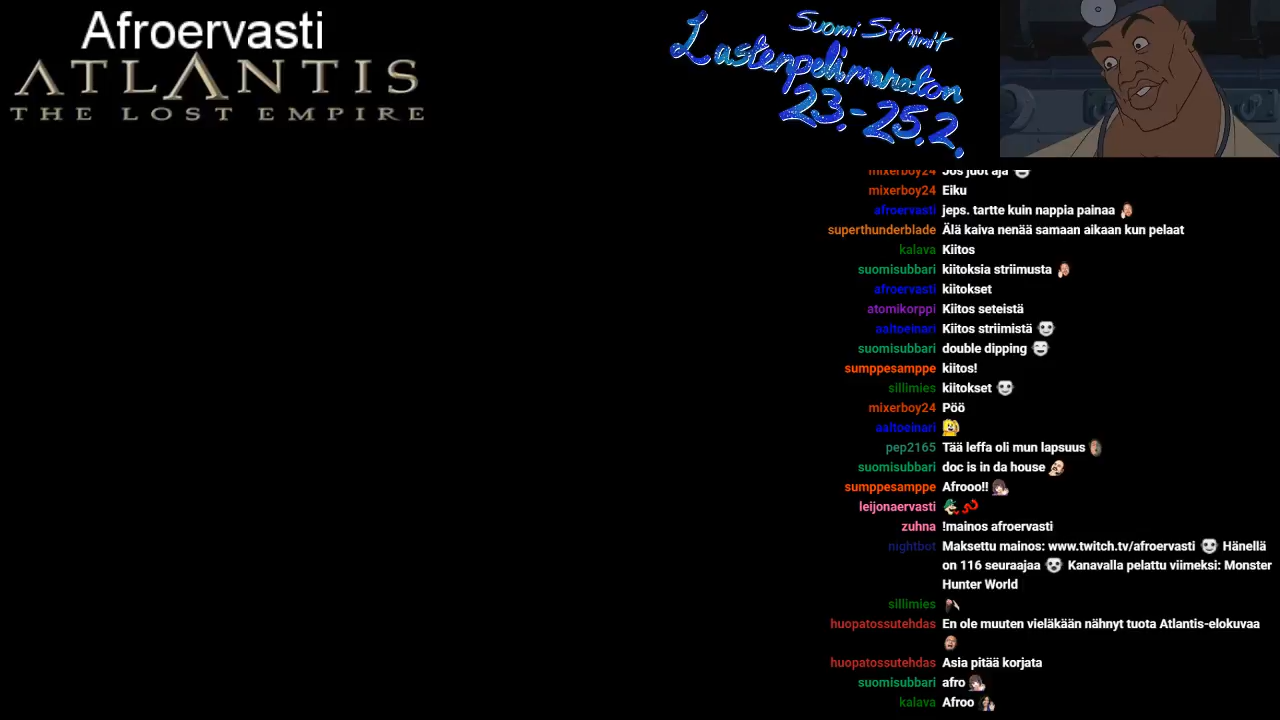 Afroervasti
ATLANTIS
THE LOST EMPIRE
Suomi Striimit
Lastenpelimaraton
23.-25.2.
mixerboy24 Jos juot aja
mixerboy24 Eiku
afroervasti jeps. tartte kuin nappia painaa
superthunderblade Älä kaiva nenää samaan aikaan kun pelaat
kalava Kiitos
suomisubbari kiitoksia striimusta
afroervasti kiitokset
atomikorppi Kiitos seteistä
aaltoeinari Kiitos striimistä
suomisubbari double dipping
sumppesamppe kiitos!
sillimies kiitokset
mixerboy24 Pöö
aaltoeinari
pep2165 Tää leffa oli mun lapsuus
suomisubbari doc is in da house
sumppesamppe Afrooo!!
leijonaervasti
zuhna !mainos afroervasti
nightbot Maksettu mainos: www.twitch.tv/afroervasti Hänellä
on 116 seuraajaa Kanavalla pelattu viimeksi: Monster
Hunter World
sillimies
huopatossutehdas En ole muuten vieläkään nähnyt tuota Atlantis-elokuvaa
huopatossutehdas Asia pitää korjata
suomisubbari afro
kalava Afroo